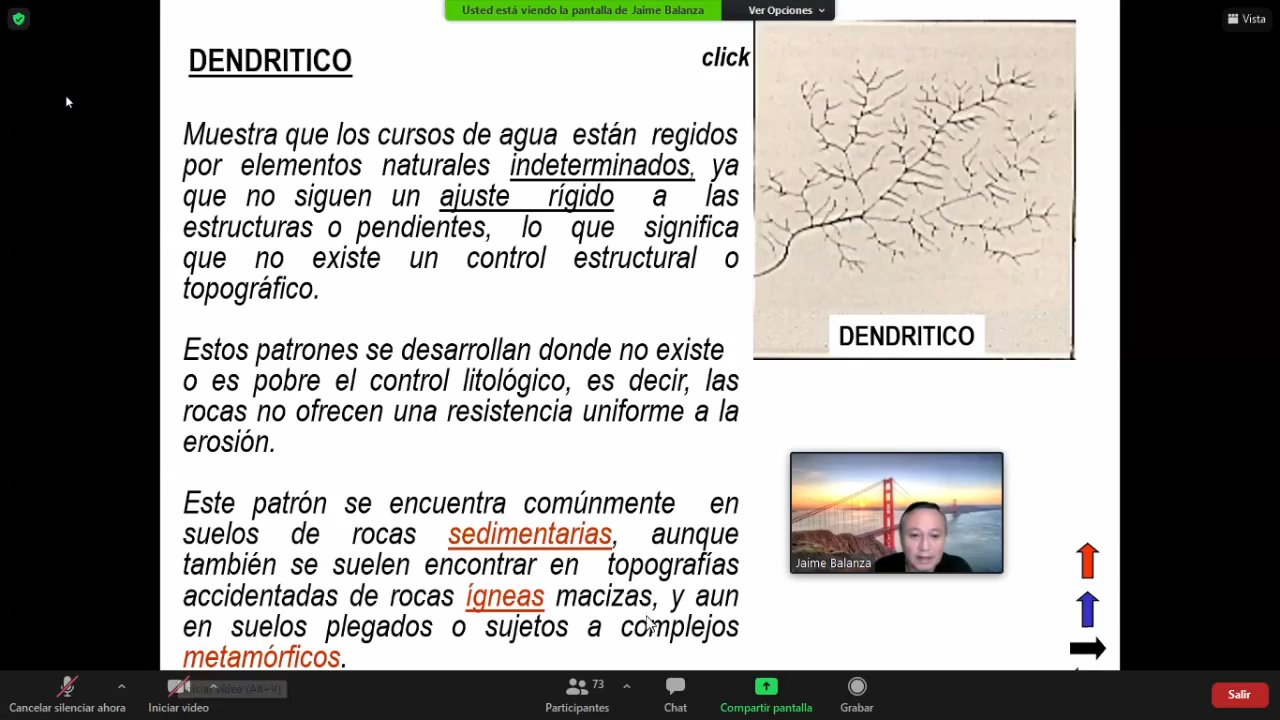 Usted está viendo la pantalla de Jaime Balanza
Ver Opciones
Vista
DENDRITICO
click
Muestra que los cursos de agua están regidos
por elementos naturales indeterminados, ya
que no siguen un ajuste rígido a las
estructuras o pendientes, lo que significa
que no existe un control estructural o
topográfico.
Estos patrones se desarrollan donde no existe
o es pobre el control litológico, es decir, las
rocas no ofrecen una resistencia uniforme a la
erosión.
Este patrón se encuentra comúnmente en
suelos de rocas sedimentarias, aunque
también se suelen encontrar en topografías
accidentadas de rocas ígneas macizas, y aun
en suelos plegados o sujetos a complejos
metamórficos.
DENDRITICO
Jaime Balanza
Iniciar video (Alt+V)
Cancelar silenciar ahora
Iniciar video
73
Participantes
Chat
Compartir pantalla
Grabar
Salir